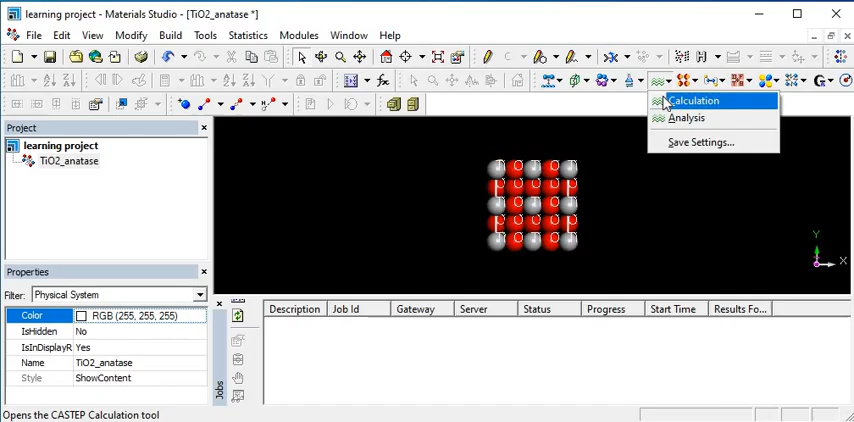 learning project - Materials Studio - [TiO2_anatase *]
File Edit View Modify Build Tools Statistics Modules Window Help
Calculation
Analysis
Save Settings...
Project
learning project
TiO2_anatase
Properties
Filter: Physical System
Color RGB (255, 255, 255)
IsHidden No
IsInDisplayR Yes
Name TiO2_anatase
Style ShowContent
Y
X
Jobs
Description Job Id Gateway Server Status Progress Start Time Results Fo...
Opens the CASTEP Calculation tool